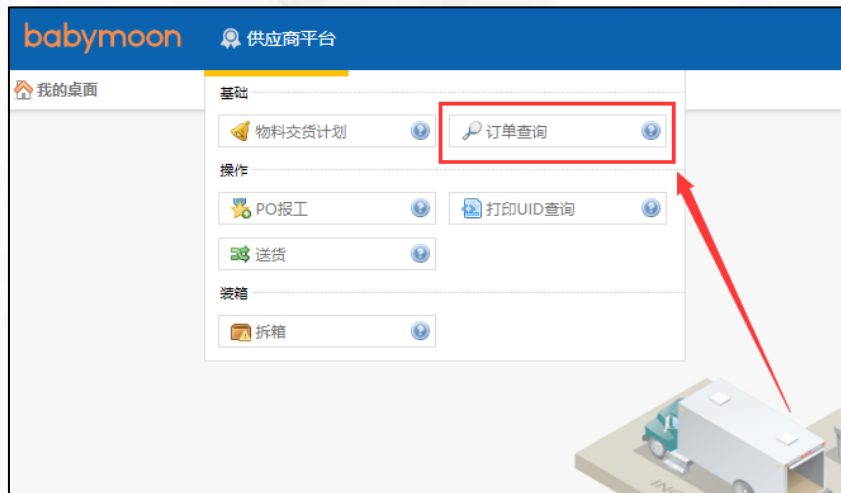 babymoon 供应商平台
我的桌面
基础
物料交货计划 订单查询
操作
PO报工 打印UID查询
送货
装箱
拆箱